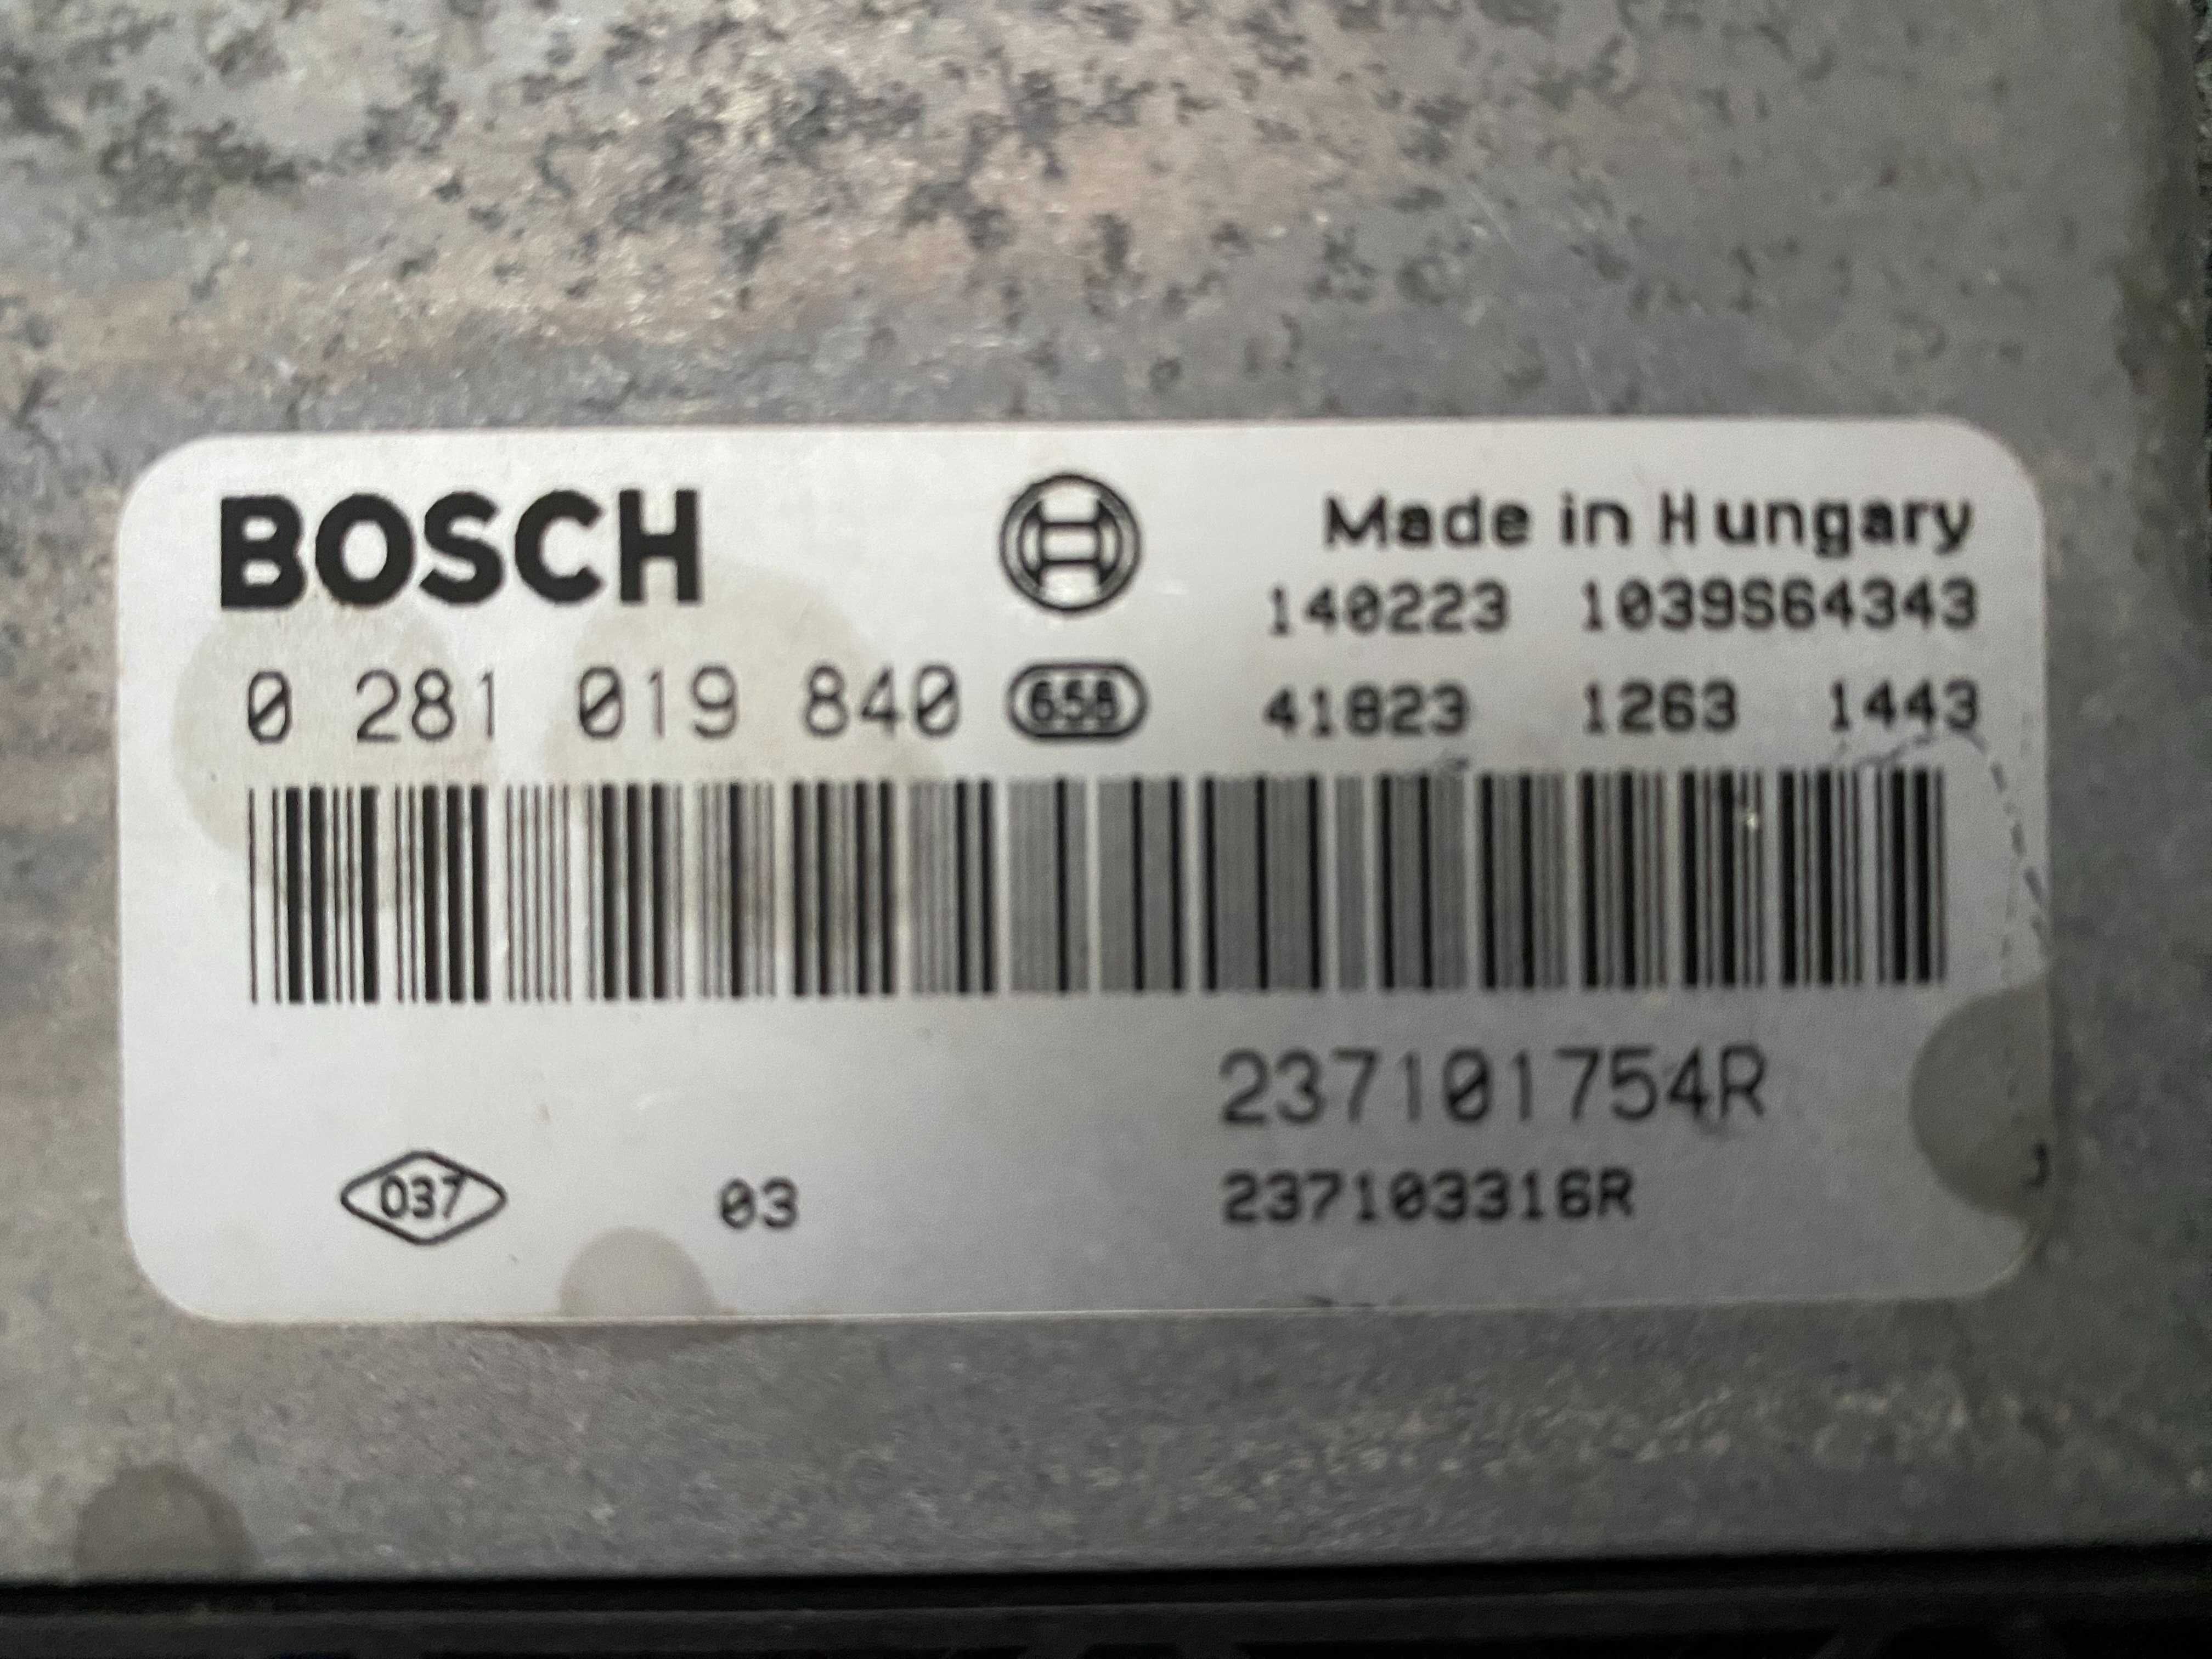 BOSCH
Made in Hungary
140223 1039S64343
0 281 019 840 658 41823 1263 1443
237101754R
037 03 237103316R